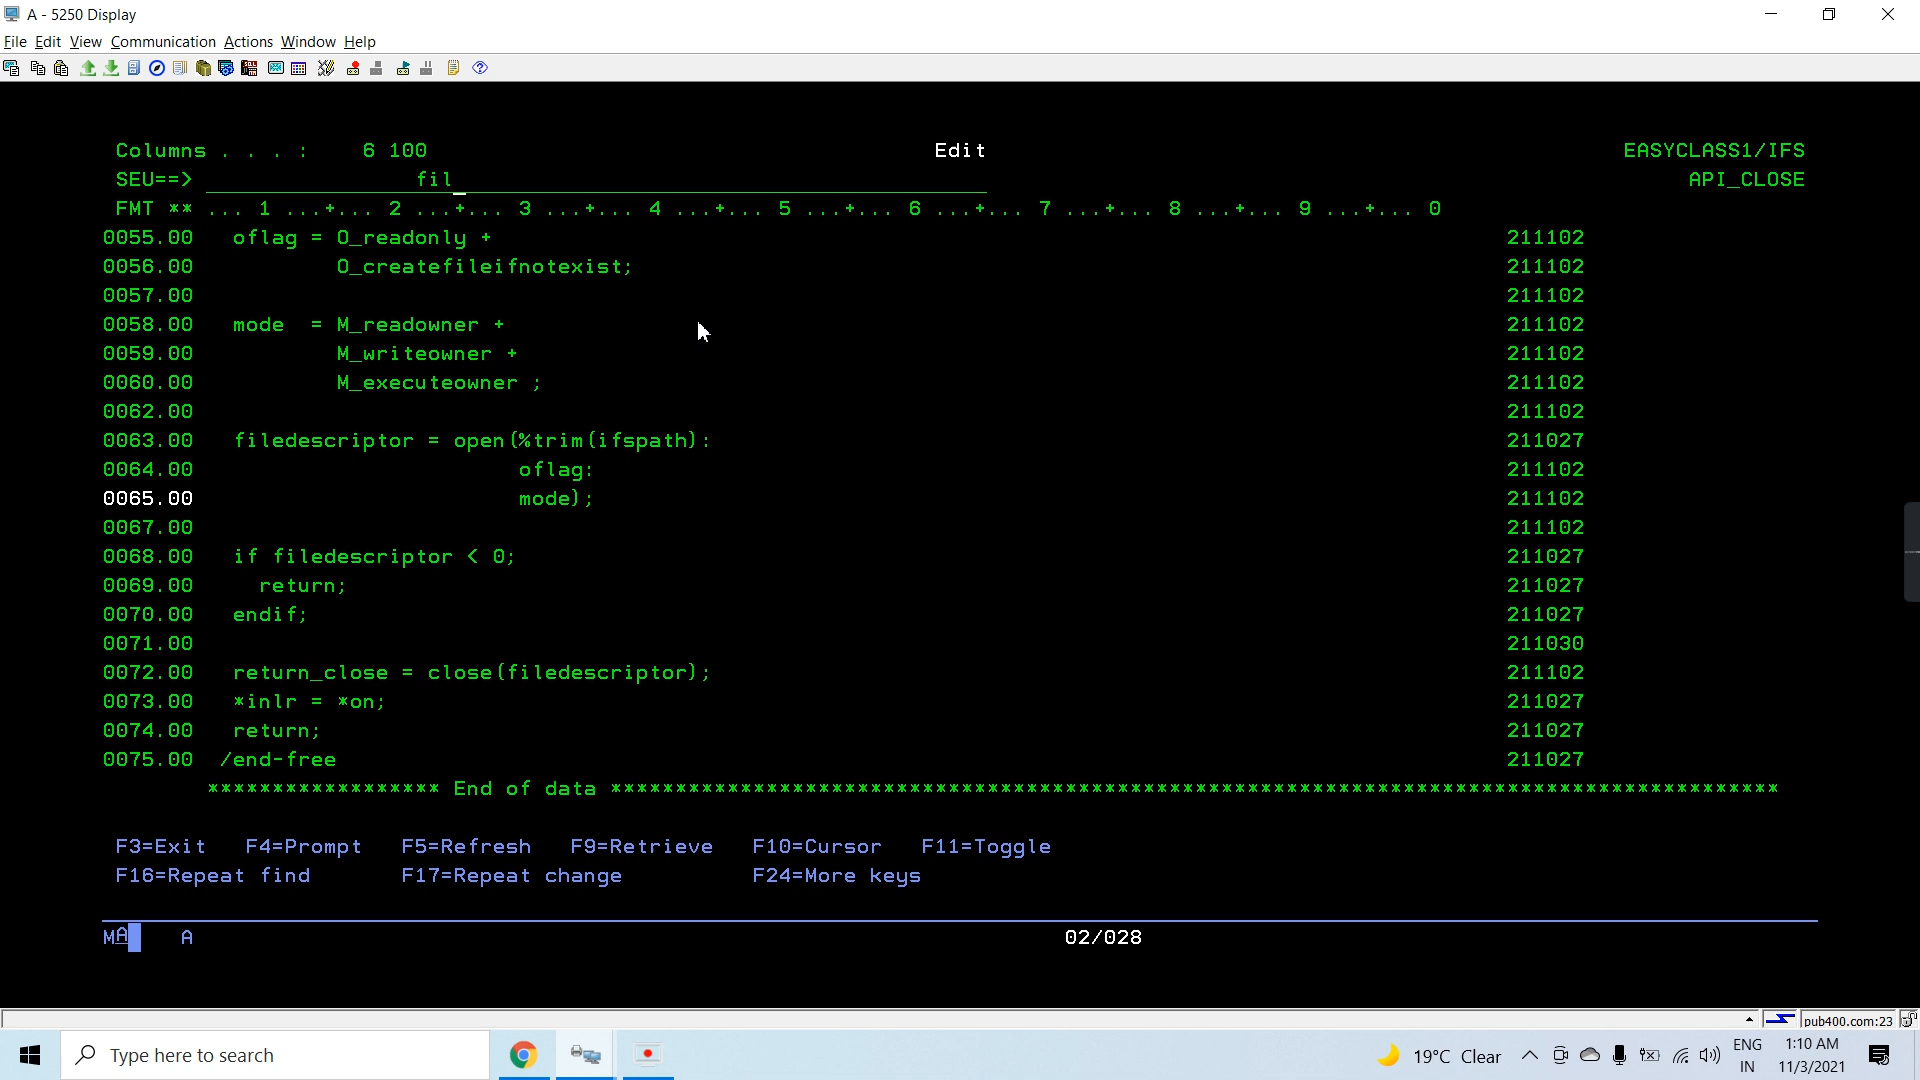 A - 5250 Display
File Edit View Communication Actions Window Help
Columns . . . :    6 100    Edit    EASYCLASS1/IFS
SEU==>    fil    API_CLOSE
FMT ** ... 1 ...+... 2 ...+... 3 ...+... 4 ...+... 5 ...+... 6 ...+... 7 ...+... 8 ...+... 9 ...+... 0
0055.00   oflag = O_readonly +    211102
0056.00           O_createfileifnotexist;    211102
0057.00    211102
0058.00   mode  = M_readowner +    211102
0059.00           M_writeowner +    211102
0060.00           M_executeowner ;    211102
0062.00    211102
0063.00   filedescriptor = open(%trim(ifspath):    211027
0064.00                         oflag:    211102
0065.00                         mode);    211102
0067.00    211102
0068.00   if filedescriptor < 0;    211027
0069.00     return;    211027
0070.00   endif;    211027
0071.00    211030
0072.00   return_close = close(filedescriptor);    211102
0073.00   *inlr = *on;    211027
0074.00   return;    211027
0075.00  /end-free    211027
****************** End of data ******************************************************************************************
F3=Exit   F4=Prompt   F5=Refresh   F9=Retrieve   F10=Cursor   F11=Toggle
F16=Repeat find       F17=Repeat change          F24=More keys
MA    A    02/028
pub400.com:23
Type here to search
19°C Clear
ENG
IN
1:10 AM
11/3/2021